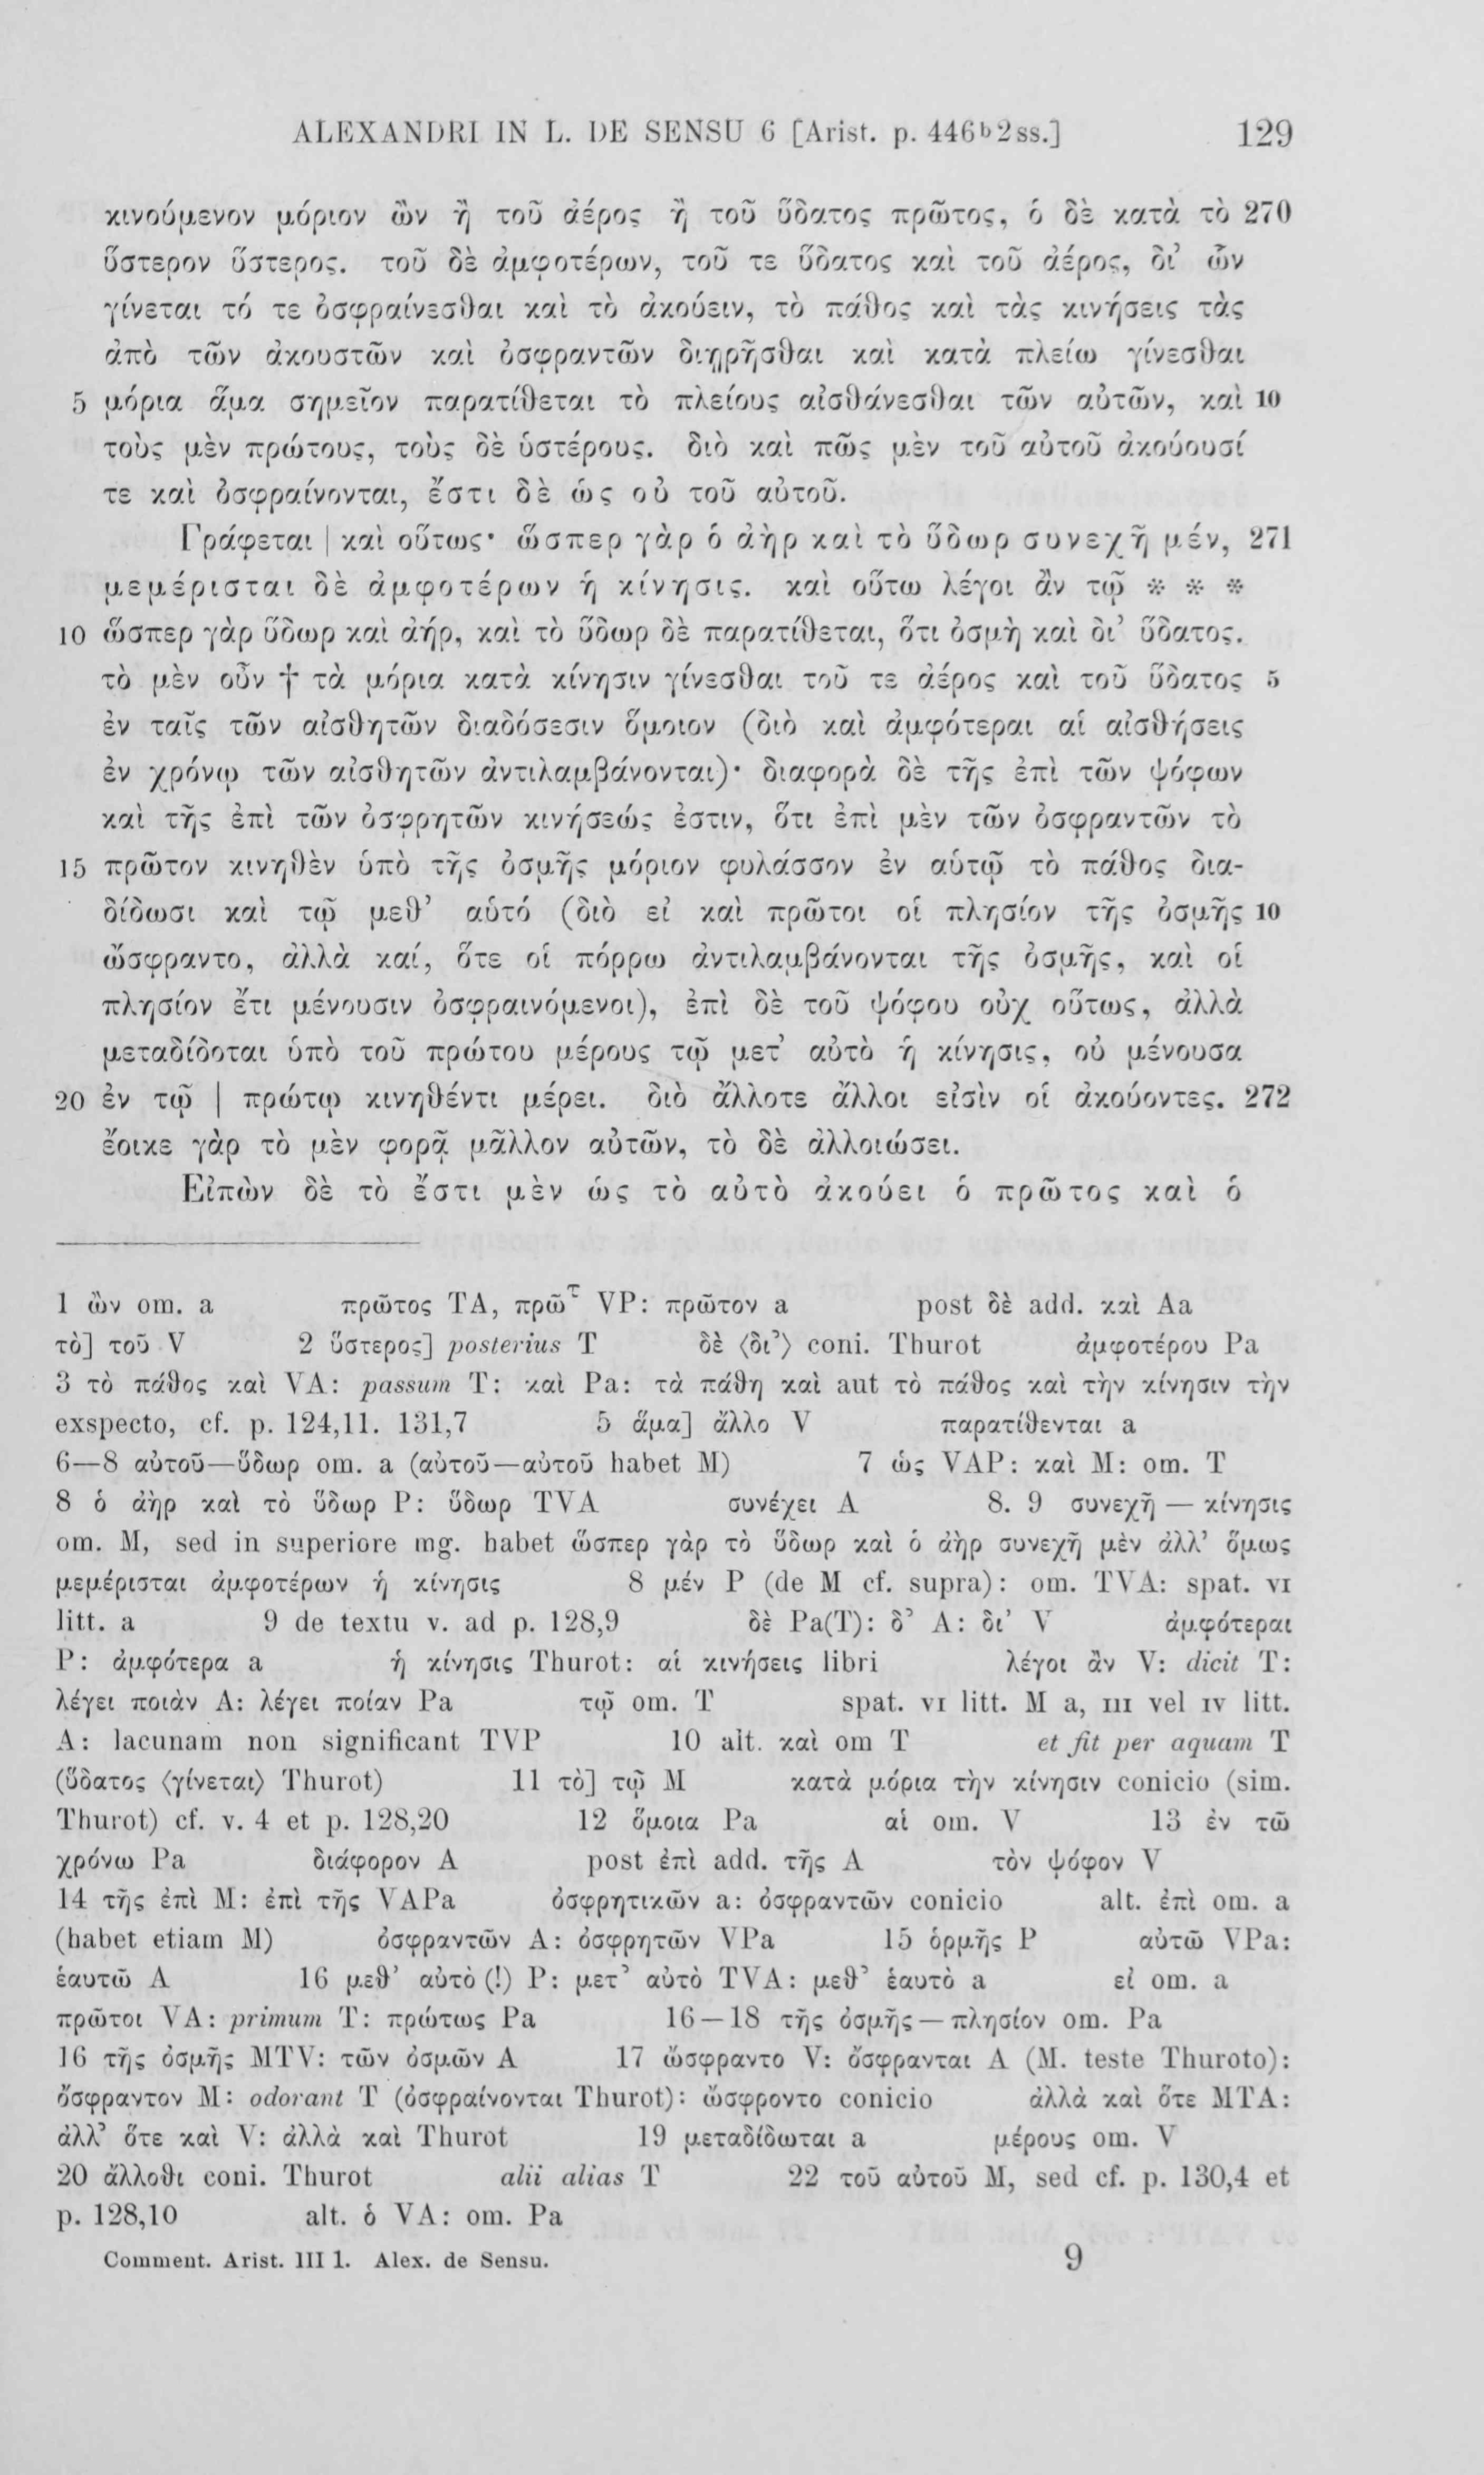 ALEXANDRI IN L. DE SENSU 6 [Arist. p. 446ᵇ2ss.] 129
κινούμενον μόριον ὢν ἢ τοῦ ἀέρος ἢ τοῦ ὕδατος πρῶτος, ὁ δὲ κατὰ τὸ 270
ὕστερον ὕστερος. τοῦ δὲ ἀμφοτέρων, τοῦ τε ὕδατος καὶ τοῦ ἀέρος, δι’ ὧν
γίνεται τό τε ὀσφραίνεσθαι καὶ τὸ ἀκούειν, τὸ πάθος καὶ τὰς κινήσεις τὰς
ἀπὸ τῶν ἀκουστῶν καὶ ὀσφραντῶν διῃρῆσθαι καὶ κατὰ πλείω γίνεσθαι
5 μόρια ἅμα σημεῖον παρατίθεται τὸ πλείους αἰσθάνεσθαι τῶν αὐτῶν, καὶ 10
τοὺς μὲν πρώτους, τοὺς δὲ ὑστέρους. διὸ καὶ πῶς μὲν τοῦ αὐτοῦ ἀκούουσί
τε καὶ ὀσφραίνονται, ἔστι δὲ ὡς οὐ τοῦ αὐτοῦ.
Γράφεται | καὶ οὕτως· ὥσπερ γὰρ ὁ ἀὴρ καὶ τὸ ὕδωρ συνεχῆ μέν, 271
μεμέρισται δὲ ἀμφοτέρων ἡ κίνησις. καὶ οὕτω λέγοι ἂν τῷ * * *
10 ὥσπερ γὰρ ὕδωρ καὶ ἀήρ, καὶ τὸ ὕδωρ δὲ παρατίθεται, ὅτι ὀσμὴ καὶ δι’ ὕδατος.
τὸ μὲν οὖν † τὰ μόρια κατὰ κίνησιν γίνεσθαι τοῦ τε ἀέρος καὶ τοῦ ὕδατος 5
ἐν ταῖς τῶν αἰσθητῶν διαδόσεσιν ὅμοιον (διὸ καὶ ἀμφότεραι αἱ αἰσθήσεις
ἐν χρόνῳ τῶν αἰσθητῶν ἀντιλαμβάνονται)· διαφορὰ δὲ τῆς ἐπὶ τῶν ψόφων
καὶ τῆς ἐπὶ τῶν ὀσφρητῶν κινήσεώς ἐστιν, ὅτι ἐπὶ μὲν τῶν ὀσφραντῶν τὸ
15 πρῶτον κινηθὲν ὑπὸ τῆς ὀσμῆς μόριον φυλάσσον ἐν αὑτῷ τὸ πάθος δια-
δίδωσι καὶ τῷ μεθ’ αὑτό (διὸ εἰ καὶ πρῶτοι οἱ πλησίον τῆς ὀσμῆς 10
ὤσφραντο, ἀλλὰ καί, ὅτε οἱ πόρρω ἀντιλαμβάνονται τῆς ὀσμῆς, καὶ οἱ
πλησίον ἔτι μένουσιν ὀσφραινόμενοι), ἐπὶ δὲ τοῦ ψόφου οὐχ οὕτως, ἀλλὰ
μεταδίδοται ὑπὸ τοῦ πρώτου μέρους τῷ μετ’ αὐτὸ ἡ κίνησις, οὐ μένουσα
20 ἐν τῷ | πρώτῳ κινηθέντι μέρει. διὸ ἄλλοτε ἄλλοι εἰσὶν οἱ ἀκούοντες. 272
ἔοικε γὰρ τὸ μὲν φορᾷ μᾶλλον αὐτῶν, τὸ δὲ ἀλλοιώσει.
Εἰπὼν δὲ τὸ ἔστι μὲν ὡς τὸ αὐτὸ ἀκούει ὁ πρῶτος καὶ ὁ
1 ὢν om. a πρῶτος TA, πρῶτ VP: πρῶτον a post δὲ add. καὶ Aa
τὸ] τοῦ V 2 ὕστερος] posterius T δὲ ⟨δι’⟩ coni. Thurot ἀμφοτέρου Pa
3 τὸ πάθος καὶ VA: passum T: καὶ Pa: τὰ πάθη καὶ aut τὸ πάθος καὶ τὴν κίνησιν τὴν
exspecto, cf. p. 124,11. 131,7 5 ἅμα] ἄλλο V παρατίθενται a
6—8 αὐτοῦ—ὕδωρ om. a (αὐτοῦ—αὐτοῦ habet M) 7 ὡς VAP: καὶ M: om. T
8 ὁ ἀὴρ καὶ τὸ ὕδωρ P: ὕδωρ TVA συνέχει A 8. 9 συνεχῆ — κίνησις
om. M, sed in superiore mg. habet ὥσπερ γὰρ τὸ ὕδωρ καὶ ὁ ἀὴρ συνεχῆ μὲν ἀλλ’ ὅμως
μεμέρισται ἀμφοτέρων ἡ κίνησις 8 μέν P (de M cf. supra): om. TVA: spat. VI
litt. a 9 de textu v. ad p. 128,9 δὲ Pa(T): δ’ A: δι’ V ἀμφότεραι
P: ἀμφότερα a ἡ κίνησις Thurot: αἱ κινήσεις libri λέγοι ἂν V: dicit T:
λέγει ποιὰν A: λέγει ποίαν Pa τῷ om. T spat. VI litt. M a, III vel IV litt.
A: lacunam non significant TVP 10 alt. καὶ om T et fit per aquam T
(ὕδατος ⟨γίνεται⟩ Thurot) 11 τὸ] τῷ M κατὰ μόρια τὴν κίνησιν conicio (sim.
Thurot) cf. v. 4 et p. 128,20 12 ὅμοια Pa αἱ om. V 13 ἐν τῶ
χρόνω Pa διάφορον A post ἐπὶ add. τῆς A τὸν ψόφον V
14 τῆς ἐπὶ M: ἐπὶ τῆς VAPa ὀσφρητικῶν a: ὀσφραντῶν conicio alt. ἐπὶ om. a
(habet etiam M) ὀσφραντῶν A: ὀσφρητῶν VPa 15 ὁρμῆς P αὐτῶ VPa:
ἑαυτῶ A 16 μεθ’ αὑτὸ (!) P: μετ’ αὐτὸ TVA: μεθ’ ἑαυτὸ a εἰ om. a
πρῶτοι VA: primum T: πρώτως Pa 16—18 τῆς ὀσμῆς—πλησίον om. Pa
16 τῆς ὀσμῆς MTV: τῶν ὀσμῶν A 17 ὤσφραντο V: ὄσφρανται A (M. teste Thuroto):
ὄσφραντον M: odorant T (ὀσφραίνονται Thurot): ὤσφροντο conicio ἀλλὰ καὶ ὅτε MTA:
ἀλλ’ ὅτε καὶ V: ἀλλὰ καὶ Thurot 19 μεταδίδωται a μέρους om. V
20 ἄλλοθι coni. Thurot alii alias T 22 τοῦ αὐτοῦ M, sed cf. p. 130,4 et
p. 128,10 alt. ὁ VA: om. Pa
Comment. Arist. III 1. Alex. de Sensu. 9